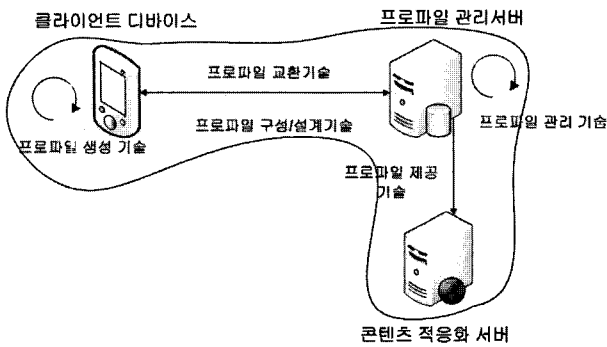 클라이언트 디바이스
프로파일 관리서버
프로파일 교환기술
프로파일 구성/설계기술
프로파일 생성 기술
프로파일 관리 기술
프로파일 제공
기술
콘텐츠 적응화 서버